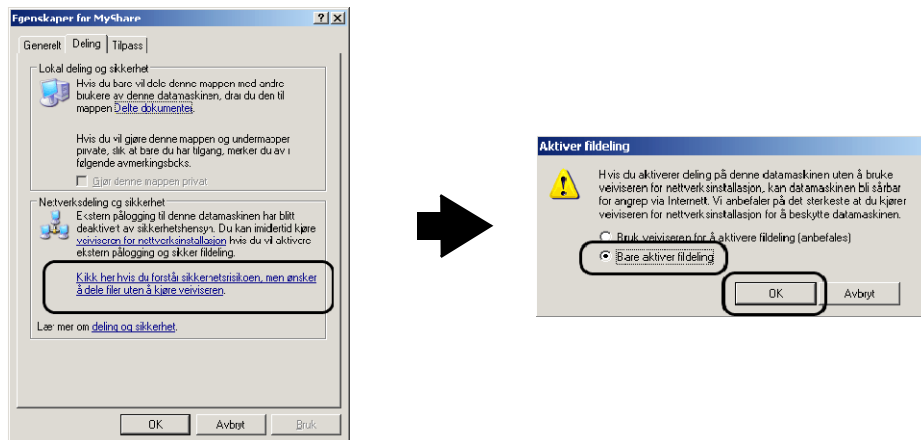 Egenskaper for MyShare
Generelt Deling Tilpass
Lokal deling og sikkerhet
Hvis du bare vil dele denne mappen med andre
brukere av denne datamaskinen, drar du den til
mappen Delte dokumenter.
Hvis du vil gjøre denne mappen og undermapper
private, slik at bare du har tilgang, merker du av i
følgende avmerkingsboks.
Gjør denne mappen privat
Nettverksdeling og sikkerhet
Ekstern pålogging til denne datamaskinen har blitt
deaktivert av sikkerhetshensyn. Du kan imidlertid kjøre
veiviseren for nettverksinstallasjon hvis du vil aktivere
ekstern pålogging og sikker fildeling.
Klikk her hvis du forstår sikkerhetsrisikoen, men ønsker
å dele filer uten å kjøre veiviseren.
Lær mer om deling og sikkerhet.
OK Avbryt Bruk
Aktiver fildeling
Hvis du aktiverer deling på denne datamaskinen uten å bruke
veiviseren for nettverksinstallasjon, kan datamaskinen bli sårbar
for angrep via Internett. Vi anbefaler på det sterkeste at du kjører
veiviseren for nettverksinstallasjon for å beskytte datamaskinen.
Bruk veiviseren for å aktivere fildeling (anbefales)
Bare aktiver fildeling
OK Avbryt